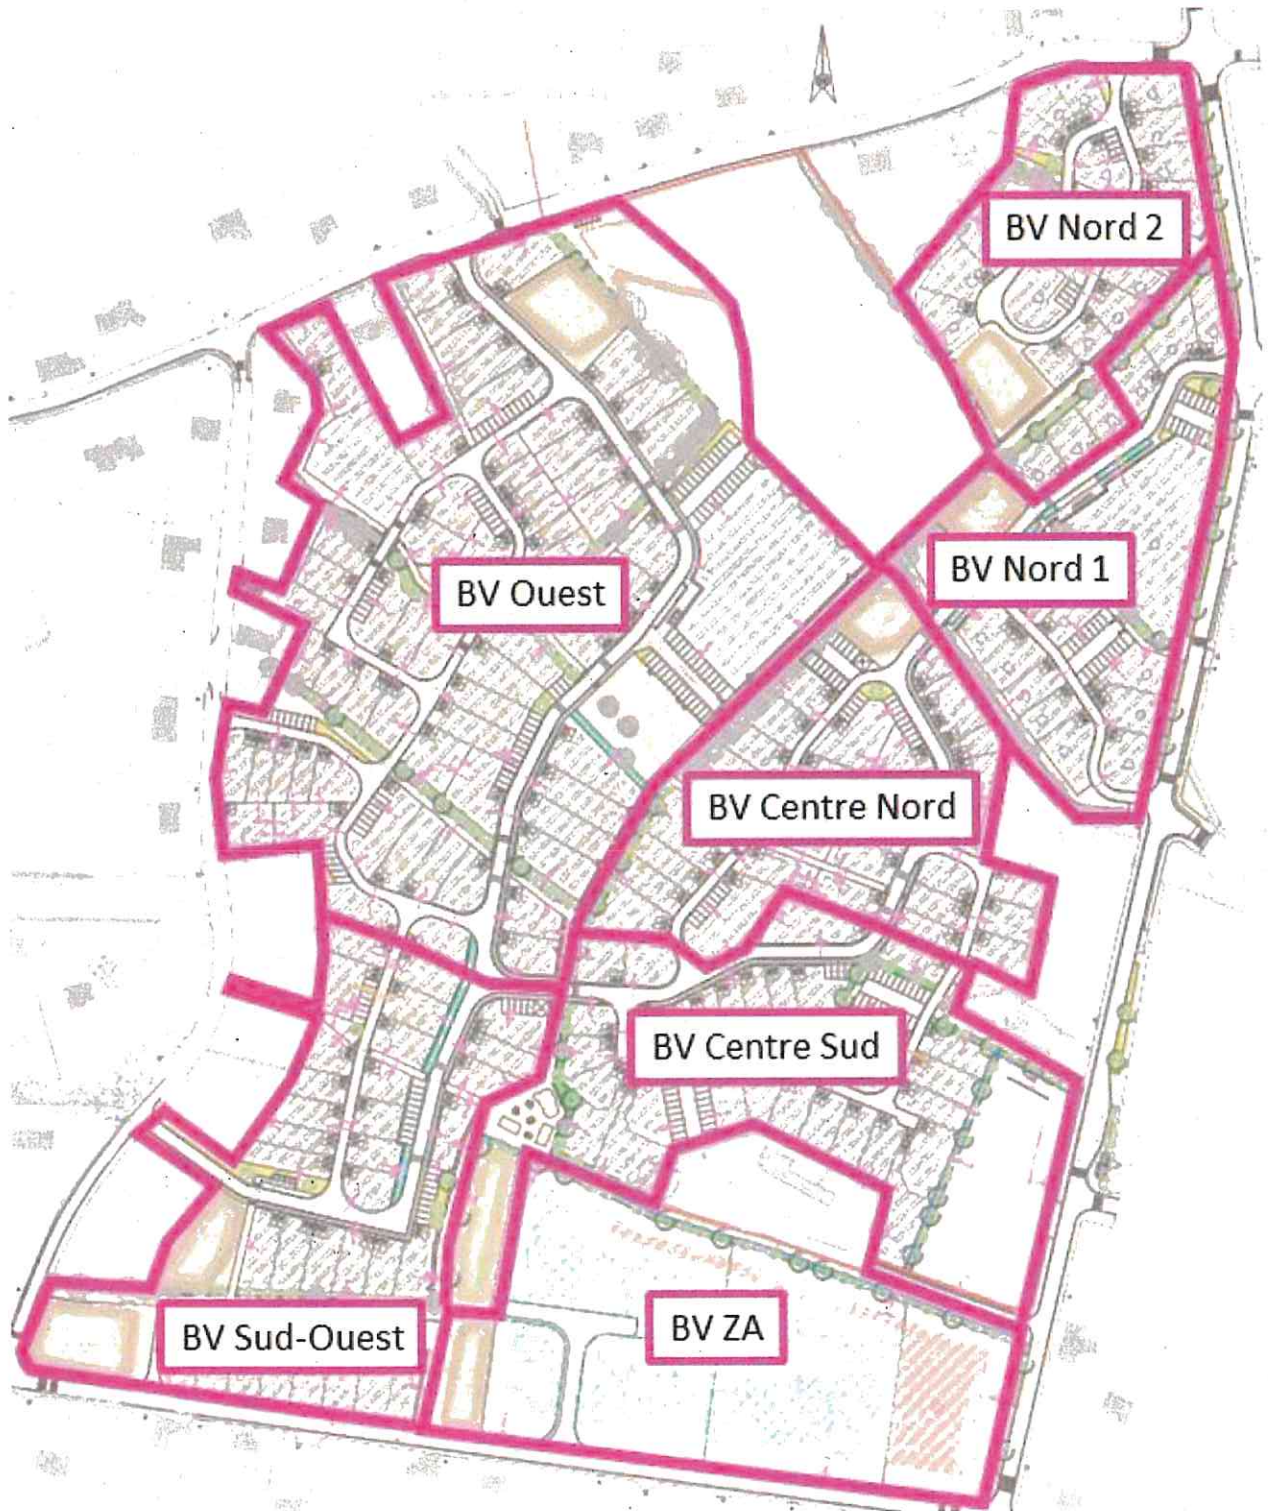 BV Nord 2
BV Nord 1
BV Ouest
BV Centre Nord
BV Centre Sud
BV ZA
BV Sud-Ouest